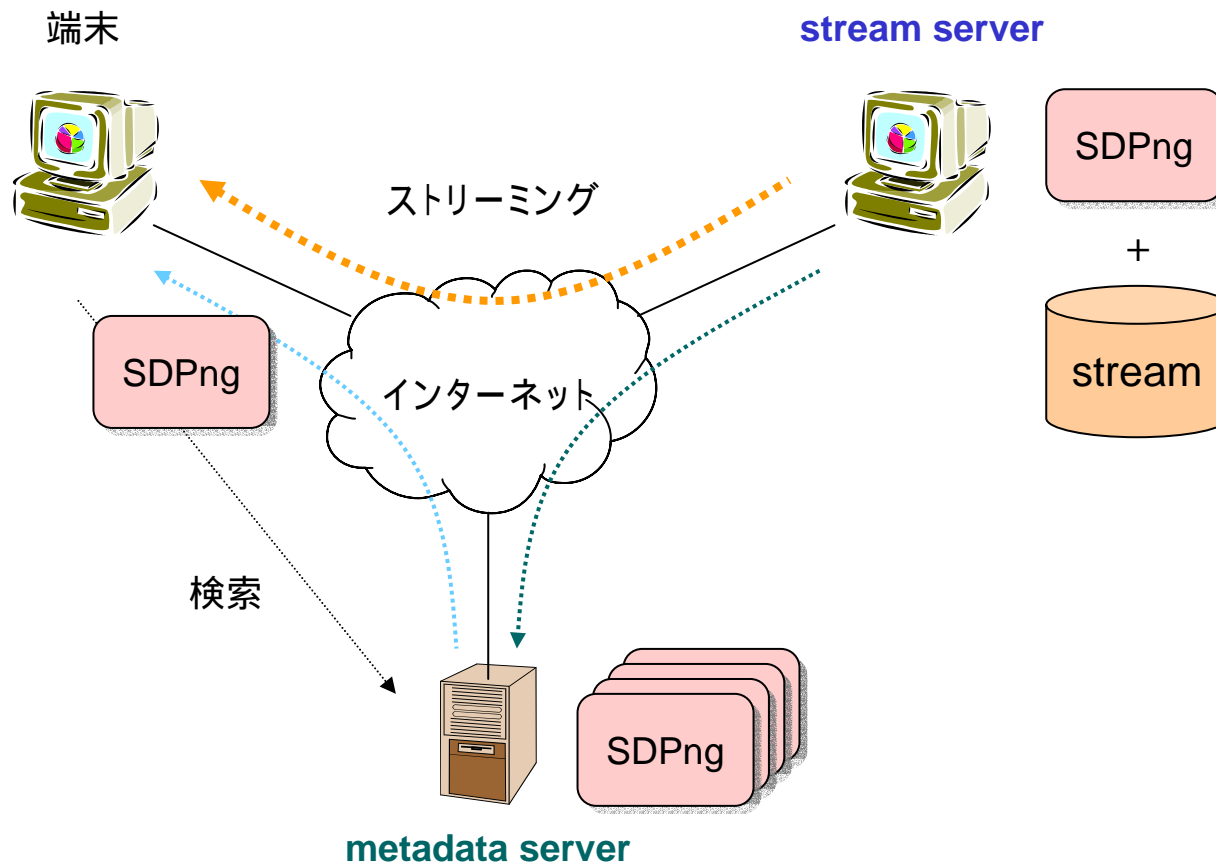 端末
stream server
SDPng
ストリーミング
+
stream
SDPng
インターネット
検索
SDPng
metadata server